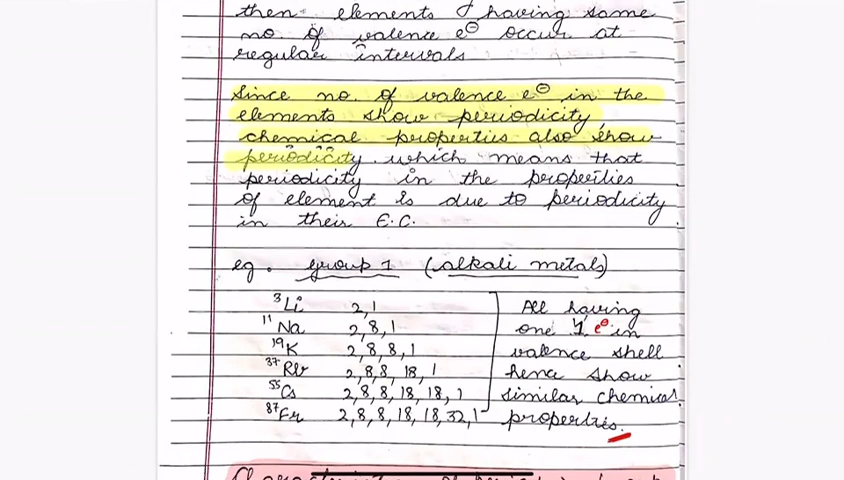 then elements having same
no. of valence e⊖ occur at
regular intervals
Since no. of valence e⊖ in the
elements show periodicity,
chemical properties also show
periodicity. which means that
periodicity in the properties
of element is due to periodicity
in their E.C.
eg. group 1 (alkali metals)
³Li 2,1 All having
¹¹Na 2,8,1 one 1 e⊖ in
¹⁹K 2,8,8,1 valence shell
³⁷Rb 2,8,8,18,1 hence show
⁵⁵Cs 2,8,8,18,18,1 similar chemical
⁸⁷Fr 2,8,8,18,18,32,1 properties.